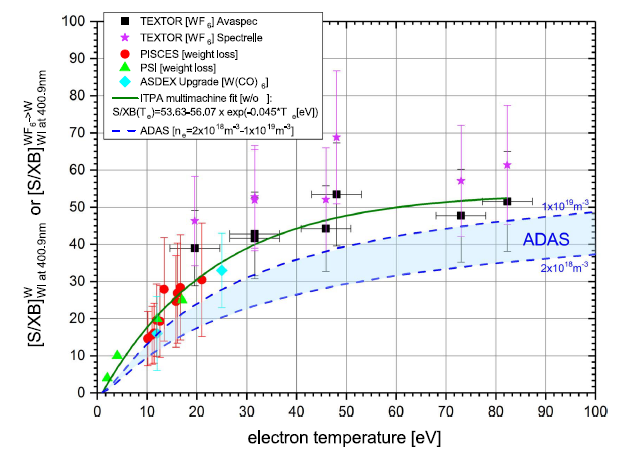 100
90
80
70
60
50
40
30
20
10
0
0
10
20
30
40
50
60
70
80
90
100
[S/XB]W WI at 400.9nm or [S/XB]WF6->W WI at 400.9nm
electron temperature [eV]
TEXTOR [WF6] Avaspec
TEXTOR [WF6] Spectrelle
PISCES [weight loss]
PSI [weight loss]
ASDEX Upgrade [W(CO)6]
ITPA multimachine fit [w/o ]:
S/XB(Te)=53.63-56.07 x exp(-0.045*Te[eV])
ADAS [ne=2x10^18m^-3-1x10^19m^-3]
1x10^19m^-3
ADAS
2x10^18m^-3